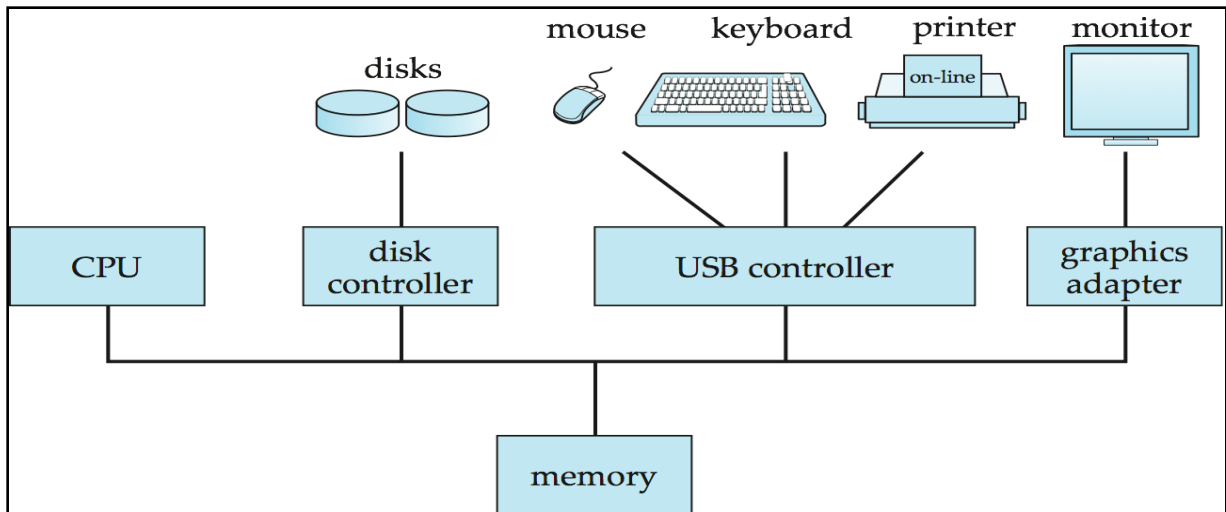 mouse keyboard printer monitor
disks
on-line
CPU
disk
controller
USB controller
graphics
adapter
memory